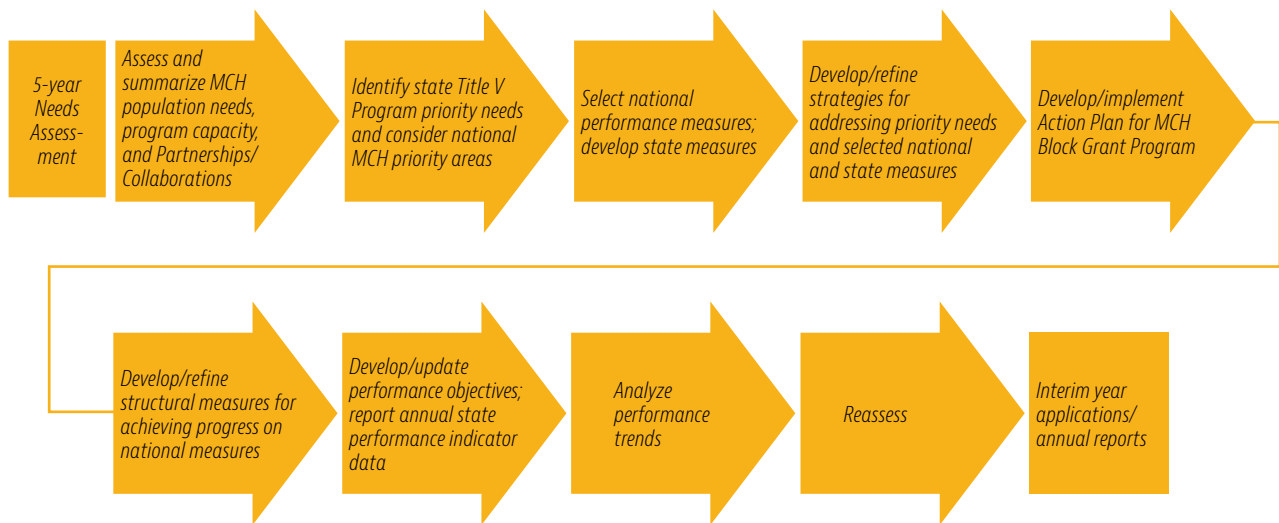 5-year
Needs
Assess-
ment
Assess and
summarize MCH
population needs,
program capacity,
and Partnerships/
Collaborations
Identify state Title V
Program priority needs
and consider national
MCH priority areas
Select national
performance measures;
develop state measures
Develop/refine
strategies for
addressing priority needs
and selected national
and state measures
Develop/implement
Action Plan for MCH
Block Grant Program
Develop/refine
structural measures for
achieving progress on
national measures
Develop/update
performance objectives;
report annual state
performance indicator
data
Analyze
performance
trends
Reassess
Interim year
applications/
annual reports